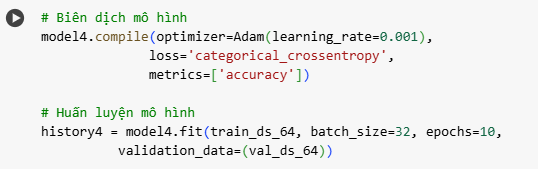 # Biên dịch mô hình
model4.compile(optimizer=Adam(learning_rate=0.001),
loss='categorical_crossentropy',
metrics=['accuracy'])
# Huấn luyện mô hình
history4 = model4.fit(train_ds_64, batch_size=32, epochs=10,
validation_data=(val_ds_64))